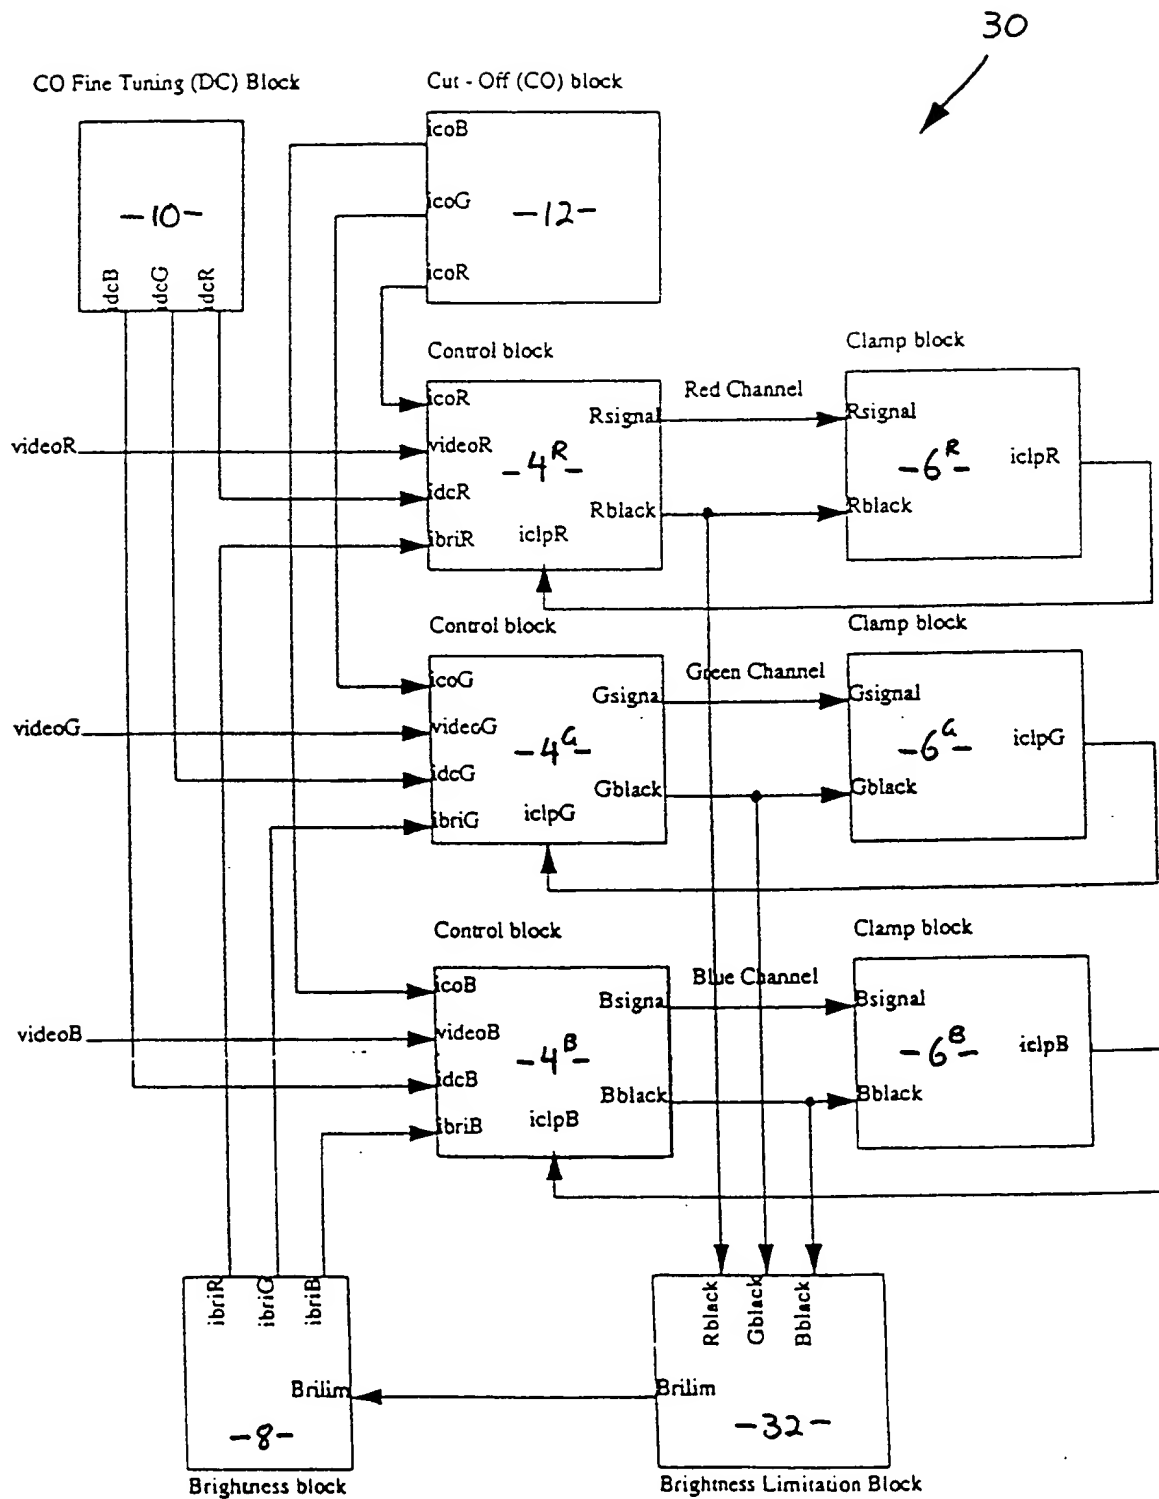 30
CO Fine Tuning (DC) Block
Cut - Off (CO) block
icoB
icoG
icoR
-12-
-10-
idcB
idcG
idcR
Control block
Clamp block
icoR
videoR
videoR
idcR
ibriR
-4R-
iclpR
Rsignal
Rblack
Red Channel
Rsignal
Rblack
-6R-
iclpR
Control block
Clamp block
icoG
videoG
videoG
idcG
ibriG
-4G-
iclpG
Gsigna
Gblack
Green Channel
Gsignal
Gblack
-6G-
iclpG
Control block
Clamp block
icoB
videoB
videoB
idcB
ibriB
-4B-
iclpB
Bsigna
Bblack
Blue Channel
Bsignal
Bblack
-6B-
iclpB
ibriR
ibriG
ibriB
Brilim
-8-
Brightness block
Rblack
Gblack
Bblack
Brilim
-32-
Brightness Limitation Block